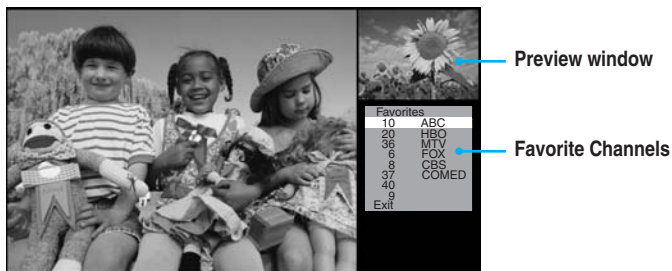 Preview window
Favorites
10 ABC
20 HBO
36 MTV
6 FOX
8 CBS
37 COMED
40
9
Exit
Favorite Channels